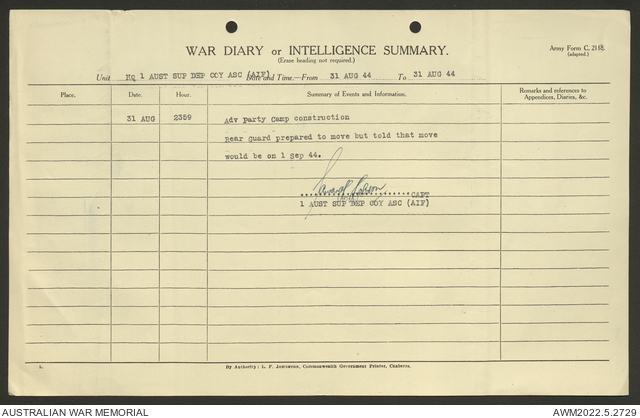 WAR DIARY or INTELLIGENCE SUMMARY.
(Erase heading not required.)
Army Form C. 2118.
(adapted.)
Unit HQ 1 AUST SUP DEP COY ASC (AIF) Date and Time.—From 31 AUG 44 To 31 AUG 44
Place. Date. Hour. Summary of Events and Information. Remarks and references to Appendices, Diaries, &c.
31 AUG 2359 Adv party Camp construction
Rear guard prepared to move but told that move
would be on 1 Sep 44.
CAPT
1 AUST SUP DEP COY ASC (AIF)
By Authority: L. F. Johnston, Commonwealth Government Printer, Canberra.
AUSTRALIAN WAR MEMORIAL
AWM2022.5.2729